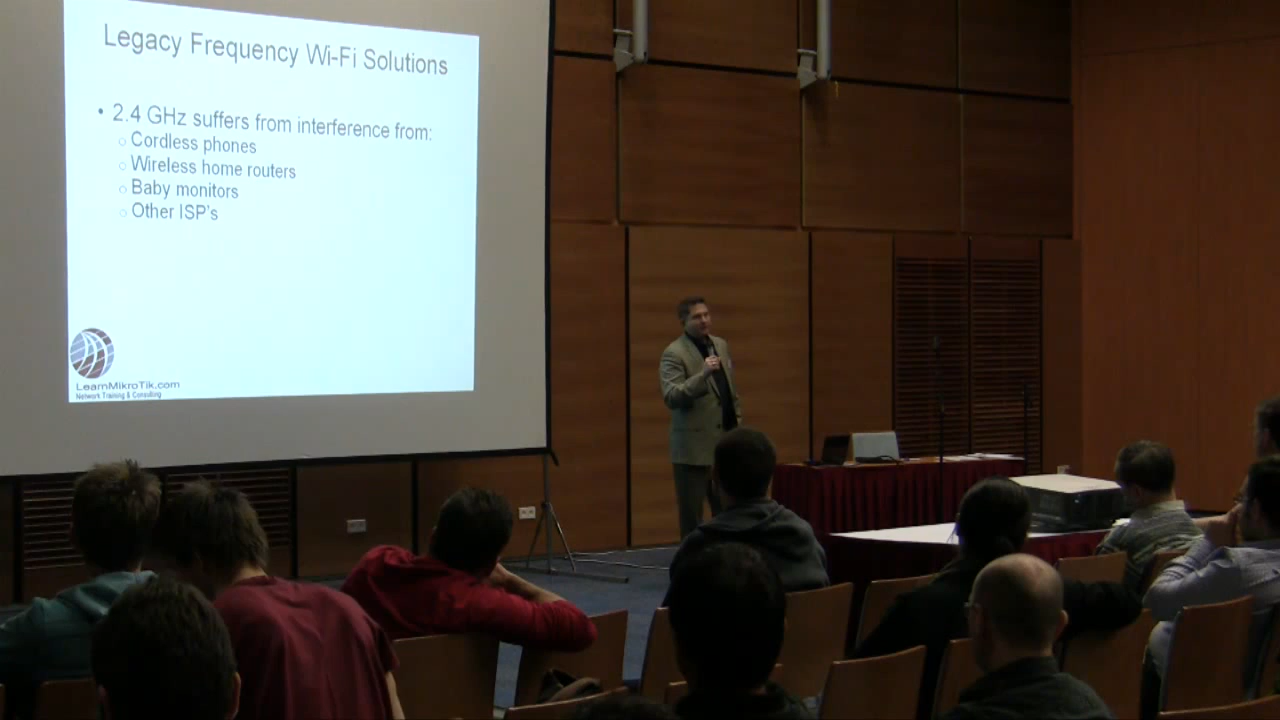 Legacy Frequency Wi-Fi Solutions
• 2.4 GHz suffers from interference from:
○ Cordless phones
○ Wireless home routers
○ Baby monitors
○ Other ISP's
LearnMikroTik.com
Network Training & Consulting